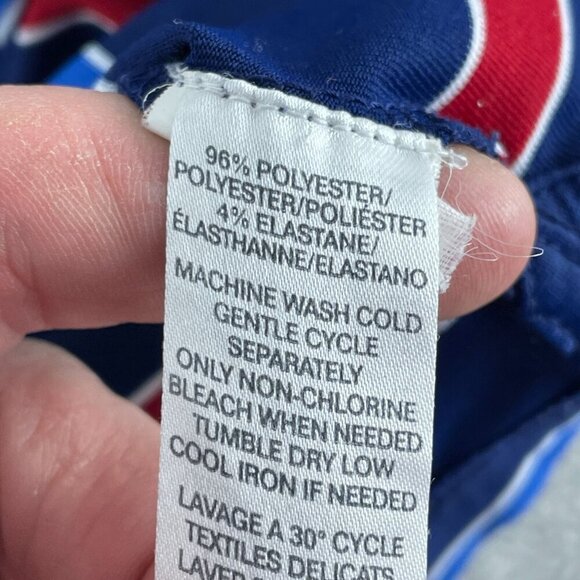 96% POLYESTER/
POLYESTER/POLIÉSTER
4% ELASTANE/
ÉLASTHANNE/ELASTANO
MACHINE WASH COLD
GENTLE CYCLE
SEPARATELY
ONLY NON-CHLORINE
BLEACH WHEN NEEDED
TUMBLE DRY LOW
COOL IRON IF NEEDED
LAVAGE A 30° CYCLE
TEXTILES DELICATS
LAVER